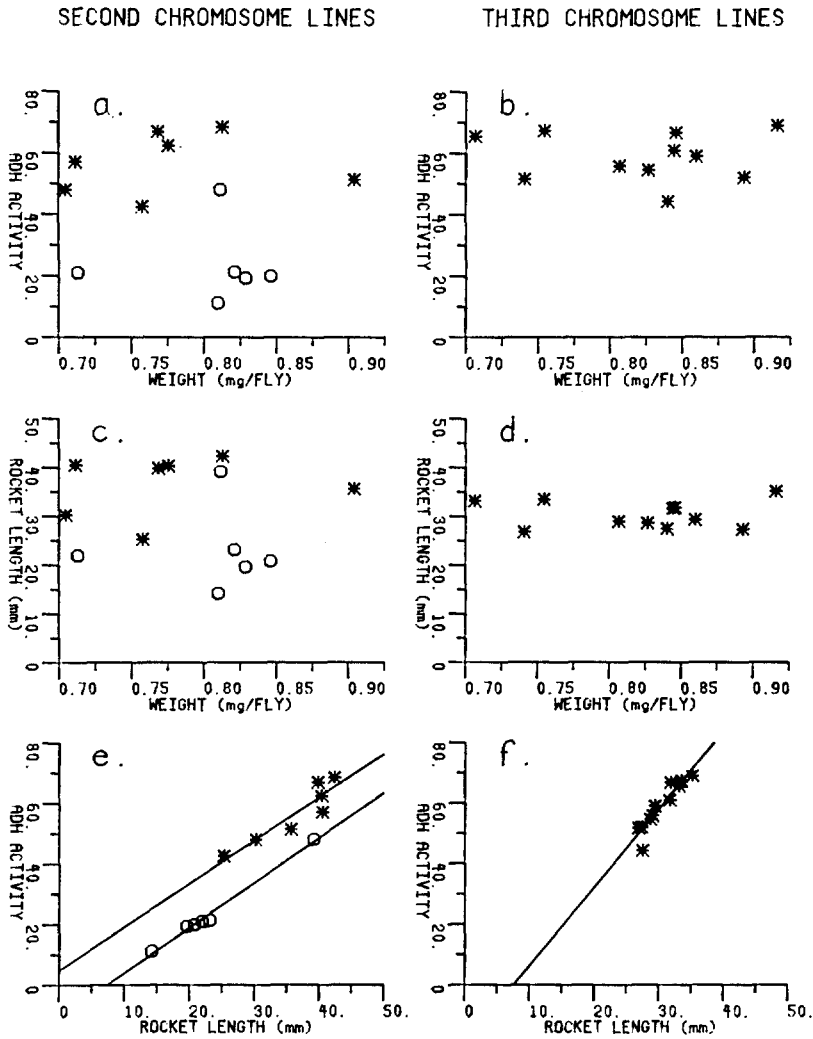 SECOND CHROMOSOME LINES
THIRD CHROMOSOME LINES
a.
ADH ACTIVITY
80.
60.
40.
20.
0
0.70 0.75 0.80 0.85 0.90
WEIGHT (mg/FLY)
b.
ADH ACTIVITY
80.
60.
40.
20.
0
0.70 0.75 0.80 0.85 0.90
WEIGHT (mg/FLY)
c.
ROCKET LENGTH (mm)
50.
40.
30.
20.
10.
0
0.70 0.75 0.80 0.85 0.90
WEIGHT (mg/FLY)
d.
ROCKET LENGTH (mm)
50.
40.
30.
20.
10.
0
0.70 0.75 0.80 0.85 0.90
WEIGHT (mg/FLY)
e.
ADH ACTIVITY
80.
60.
40.
20.
0
0 10. 20. 30. 40. 50.
ROCKET LENGTH (mm)
f.
ADH ACTIVITY
80.
60.
40.
20.
0
0 10. 20. 30. 40. 50.
ROCKET LENGTH (mm)